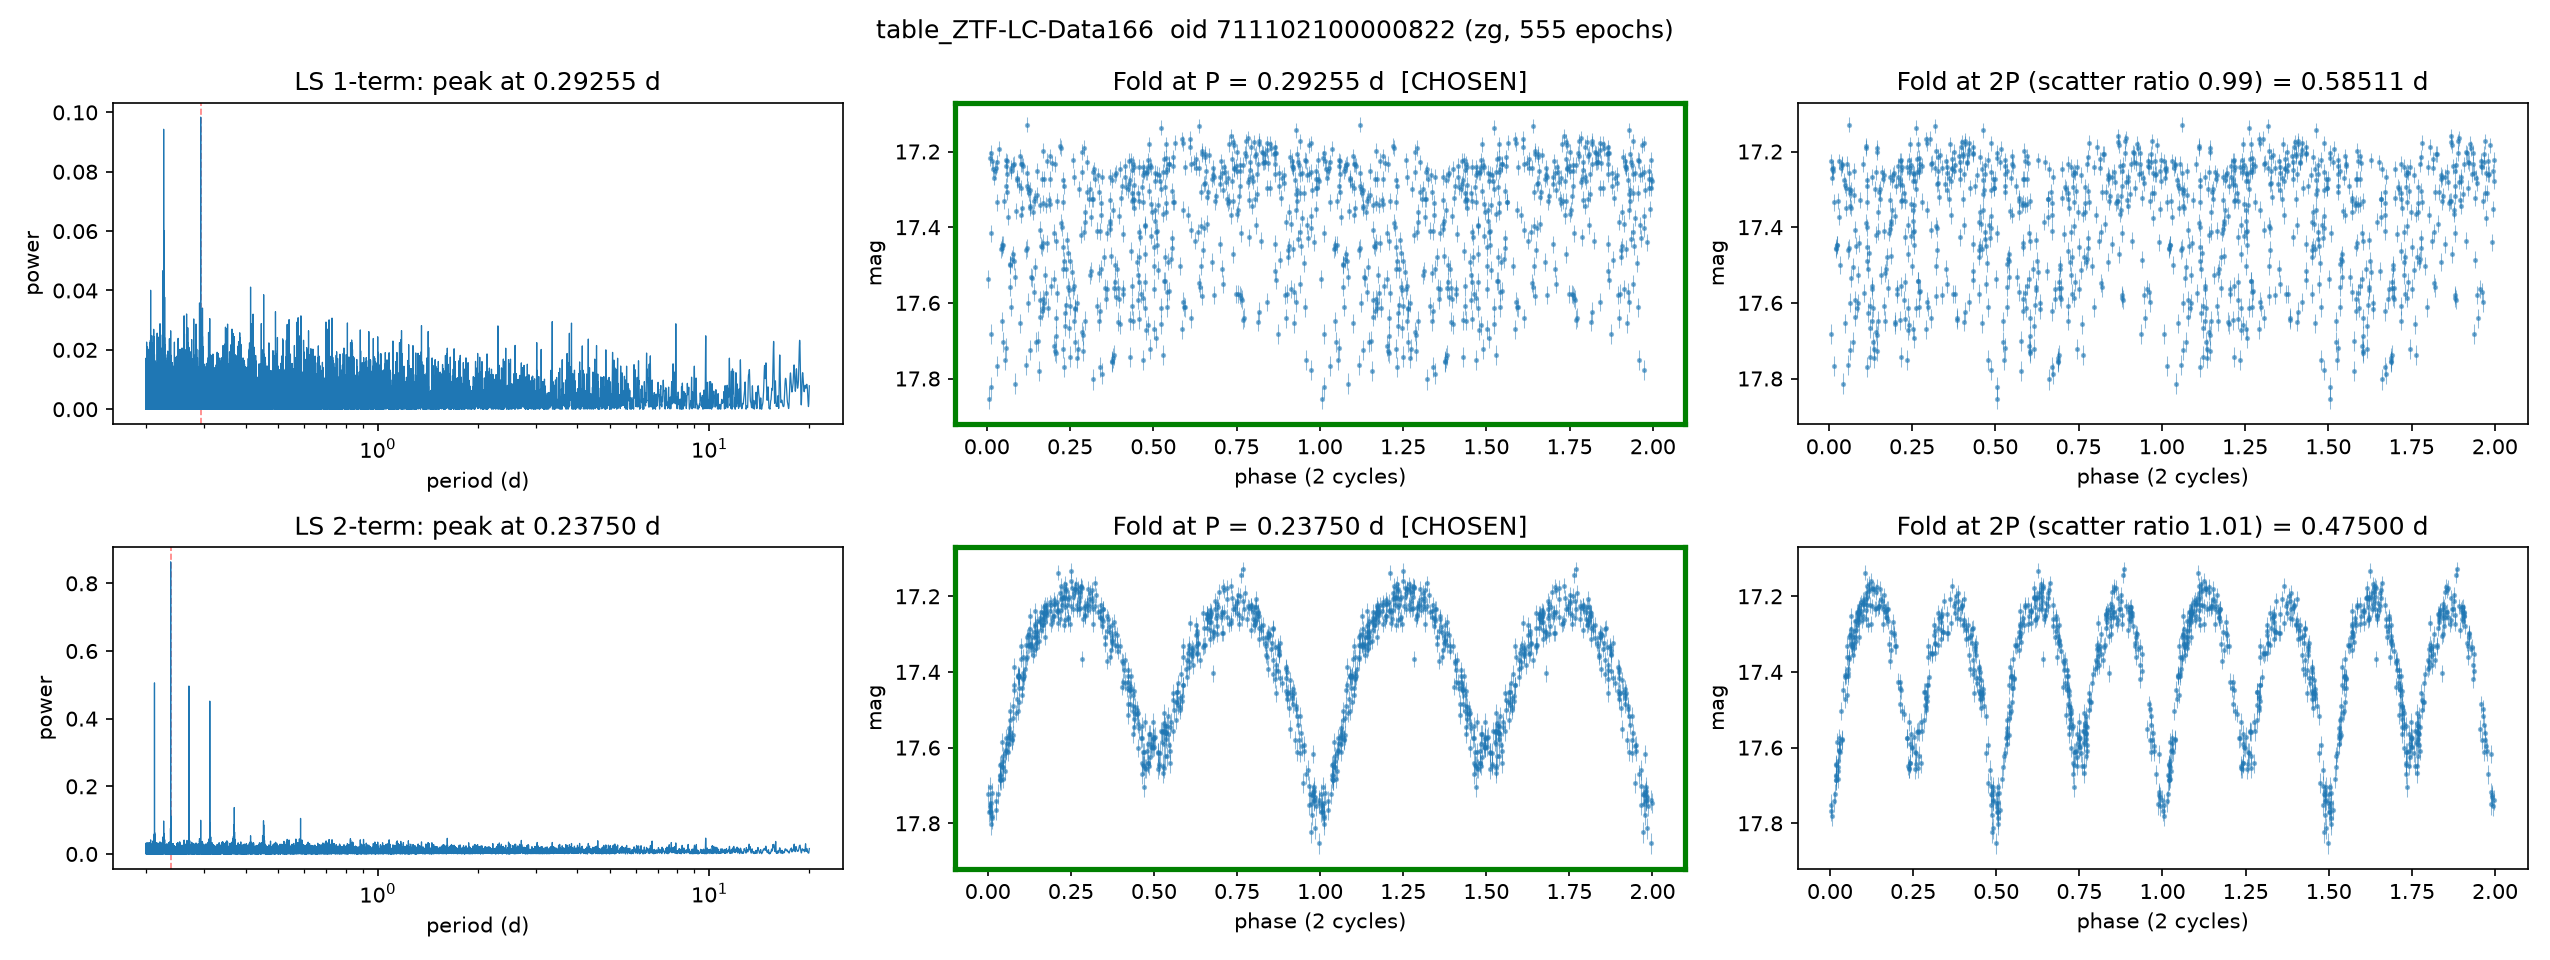 table_ZTF-LC-Data166  oid 711102100000822 (zg, 555 epochs)
LS 1-term: peak at 0.29255 d
0.10
0.08
0.06
0.04
0.02
0.00
power
10⁰
10¹
period (d)
Fold at P = 0.29255 d  [CHOSEN]
17.2
17.4
17.6
17.8
mag
0.00 0.25 0.50 0.75 1.00 1.25 1.50 1.75 2.00
phase (2 cycles)
Fold at 2P (scatter ratio 0.99) = 0.58511 d
17.2
17.4
17.6
17.8
mag
0.00 0.25 0.50 0.75 1.00 1.25 1.50 1.75 2.00
phase (2 cycles)
LS 2-term: peak at 0.23750 d
0.8
0.6
0.4
0.2
0.0
power
10⁰
10¹
period (d)
Fold at P = 0.23750 d  [CHOSEN]
17.2
17.4
17.6
17.8
mag
0.00 0.25 0.50 0.75 1.00 1.25 1.50 1.75 2.00
phase (2 cycles)
Fold at 2P (scatter ratio 1.01) = 0.47500 d
17.2
17.4
17.6
17.8
mag
0.00 0.25 0.50 0.75 1.00 1.25 1.50 1.75 2.00
phase (2 cycles)